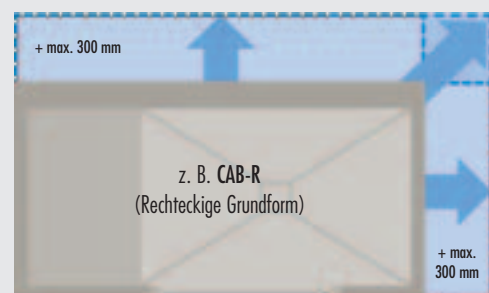 + max. 300 mm
z. B. CAB-R
(Rechteckige Grundform)
+ max.
300 mm